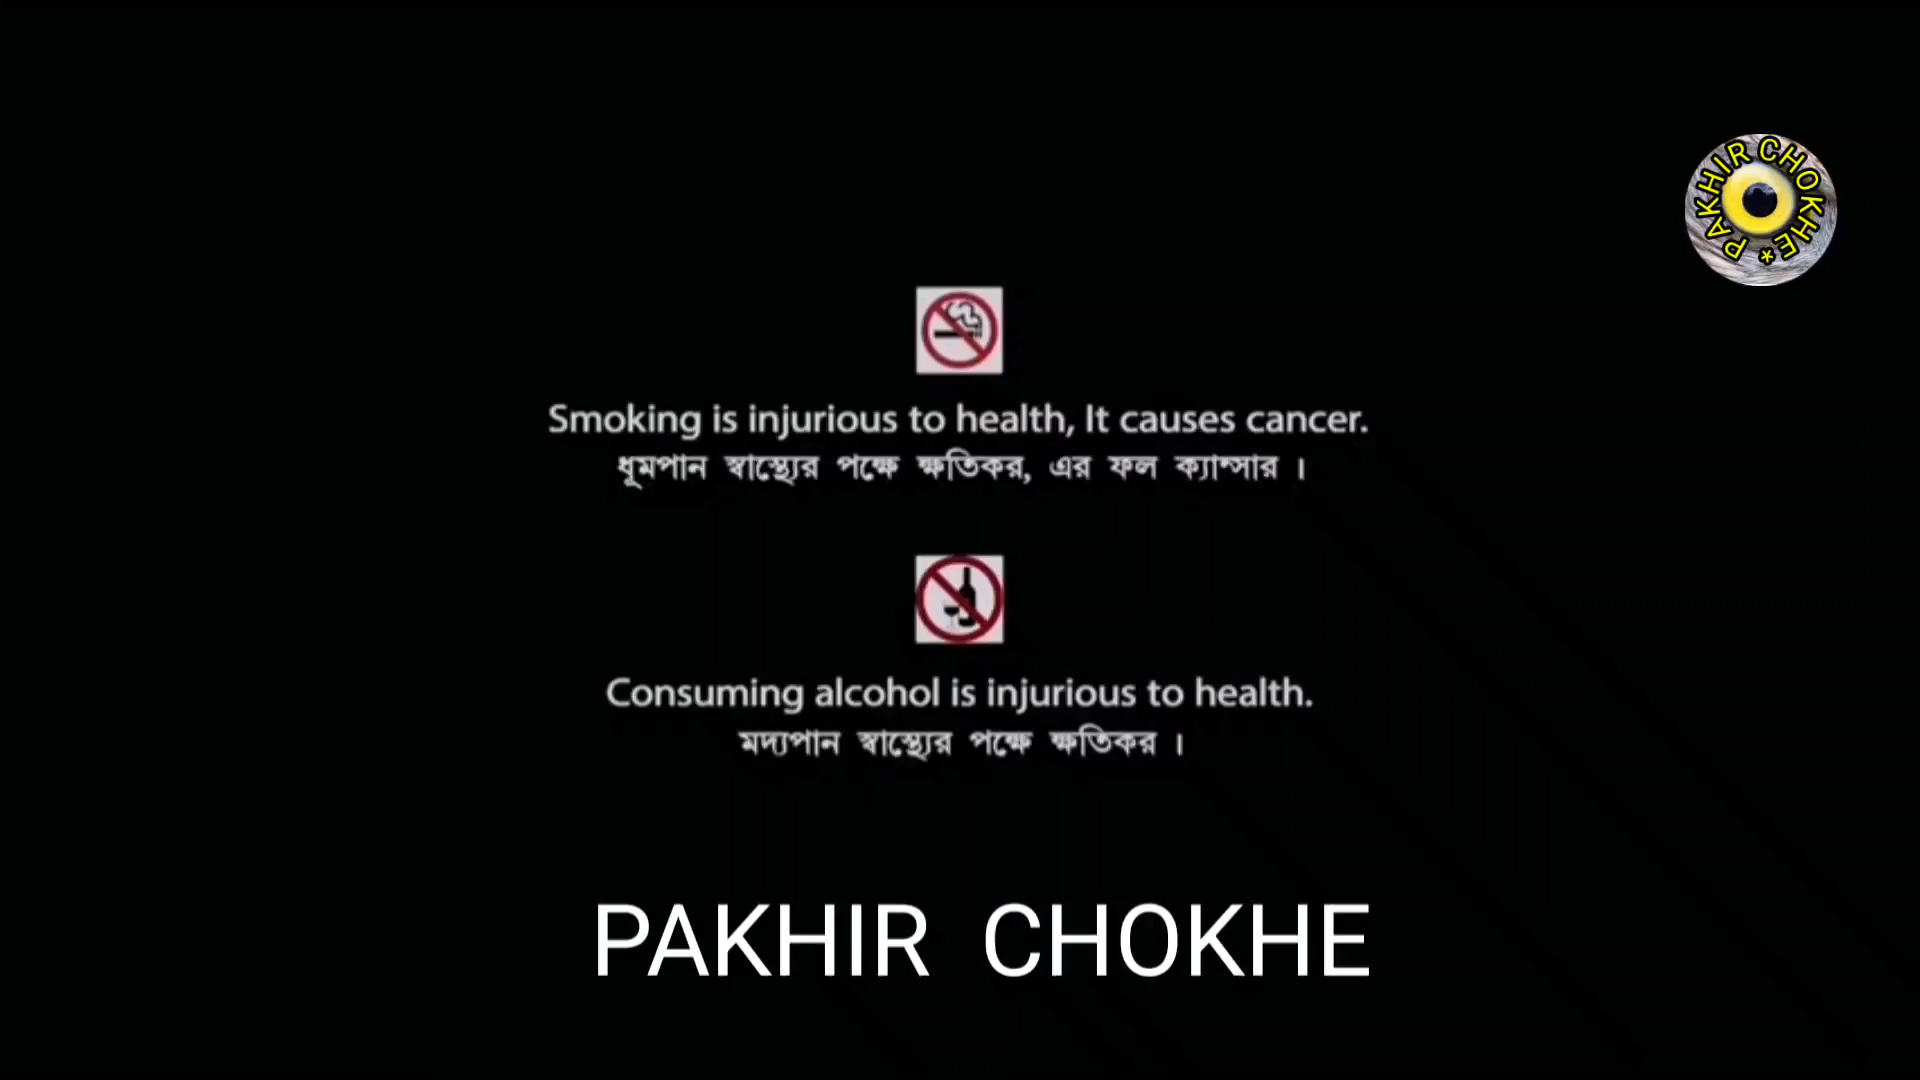 PAKHIR CHOKHE *
Smoking is injurious to health, It causes cancer.
ধূমপান স্বাস্থ্যের পক্ষে ক্ষতিকর, এর ফল ক্যান্সার ।
Consuming alcohol is injurious to health.
মদ্যপান স্বাস্থ্যের পক্ষে ক্ষতিকর ।
PAKHIR CHOKHE